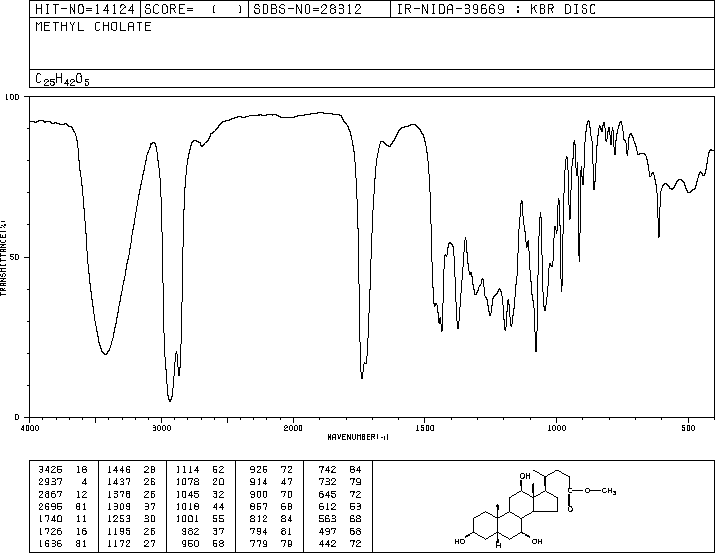 HIT-NO=14124 SCORE= ( ) SDBS-NO=28312 IR-NIDA-39669 : KBR DISC
METHYL CHOLATE
C25H42O5
100
50
0
TRANSMITTANCE(%)
4000 3000 2000 1500 1000 500
WAVENUMBER(-1)
3425 18 1446 28 1114 52 926 72 742 84
2937 4 1437 25 1078 20 914 47 732 79
2867 12 1378 26 1045 32 900 70 645 72
2695 81 1309 37 1018 44 857 68 612 53
1740 11 1253 30 1001 55 812 84 563 68
1726 16 1195 26 982 37 794 81 497 68
1636 81 1172 27 950 58 779 79 442 72
OH
O—CH3
O
HO
H
OH